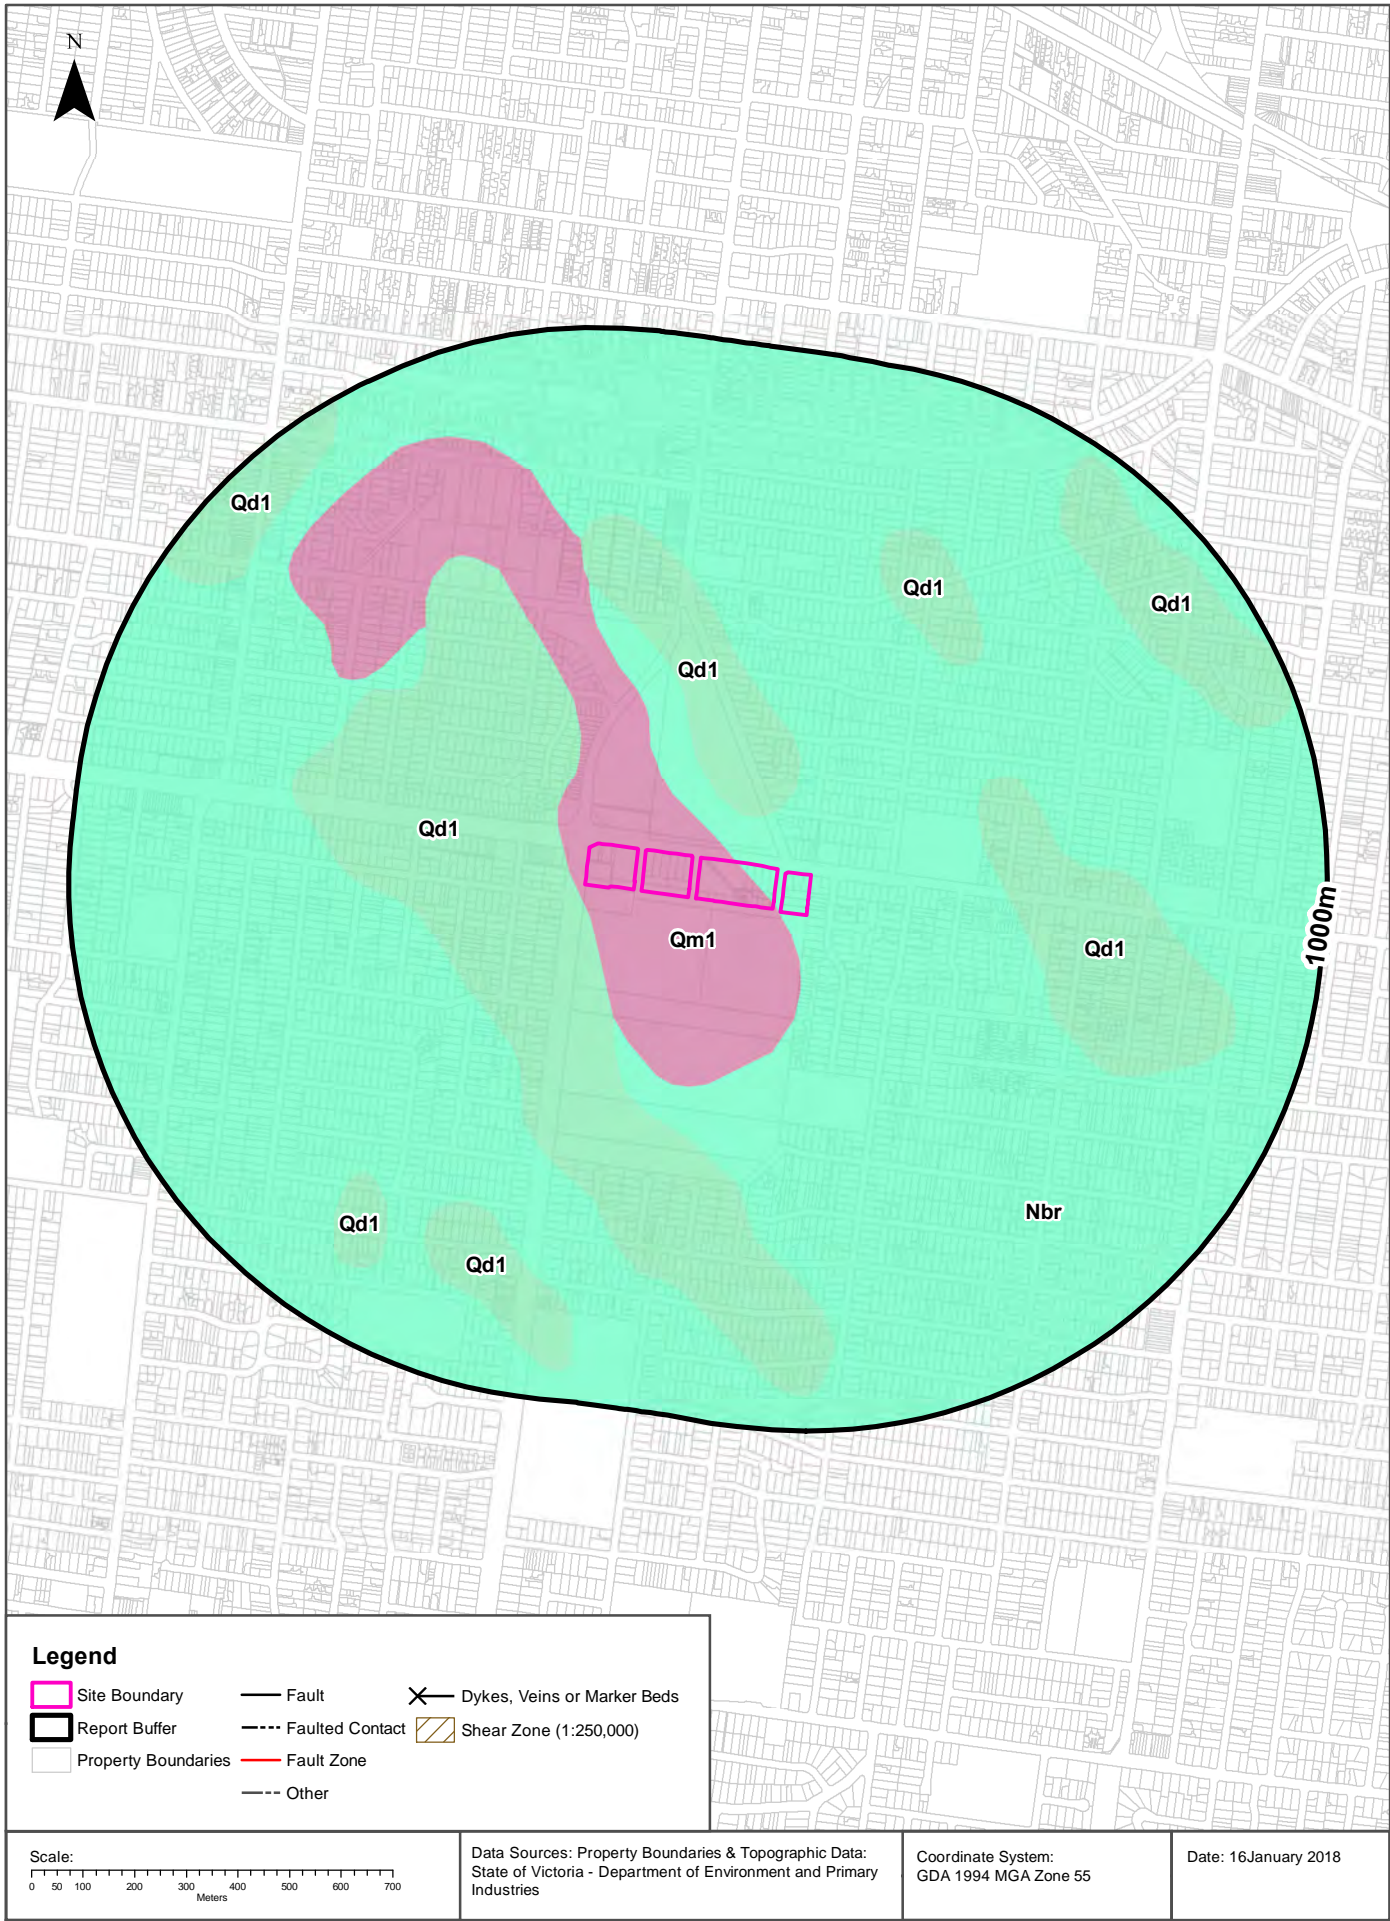 N
Qd1
Qd1
Qd1
Qd1
Qd1
Qd1
Qm1
Qd1
1000m
Nbr
Qd1
Qd1
Legend
Site Boundary
Report Buffer
Property Boundaries
Fault
Faulted Contact
Fault Zone
Other
Dykes, Veins or Marker Beds
Shear Zone (1:250,000)
Scale:
0 50 100 200 300 400 500 600 700
Meters
Data Sources: Property Boundaries & Topographic Data:
State of Victoria - Department of Environment and Primary
Industries
Coordinate System:
GDA 1994 MGA Zone 55
Date: 16January 2018